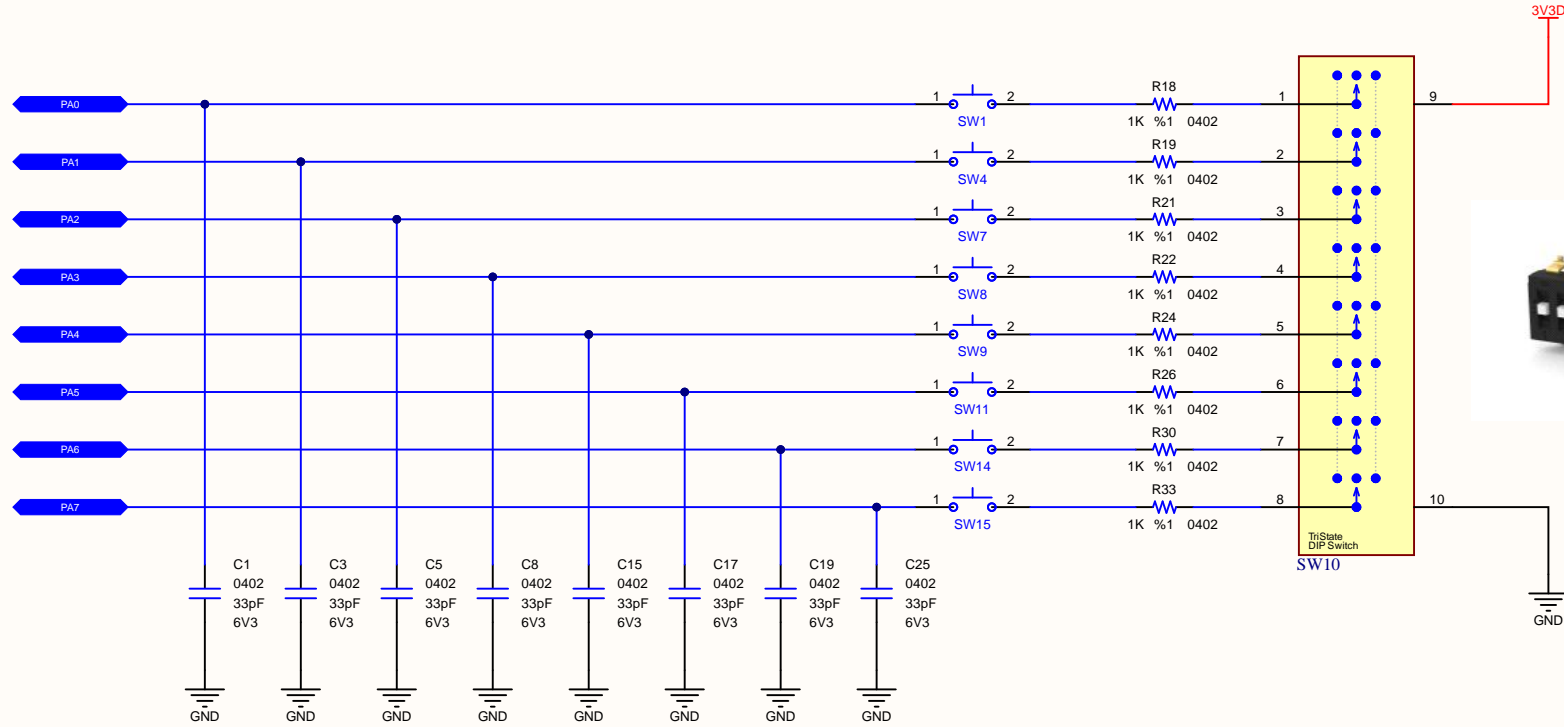 3V3D
PA0 1 2 SW1 R18 1K %1 0402 1 9
PA1 1 2 SW4 R19 1K %1 0402 2
PA2 1 2 SW7 R21 1K %1 0402 3
PA3 1 2 SW8 R22 1K %1 0402 4
PA4 1 2 SW9 R24 1K %1 0402 5
PA5 1 2 SW11 R26 1K %1 0402 6
PA6 1 2 SW14 R30 1K %1 0402 7
PA7 1 2 SW15 R33 1K %1 0402 8 10
TriState
DIP Switch
SW10
GND
C1 C3 C5 C8 C15 C17 C19 C25
0402 0402 0402 0402 0402 0402 0402 0402
33pF 33pF 33pF 33pF 33pF 33pF 33pF 33pF
6V3 6V3 6V3 6V3 6V3 6V3 6V3 6V3
GND GND GND GND GND GND GND GND